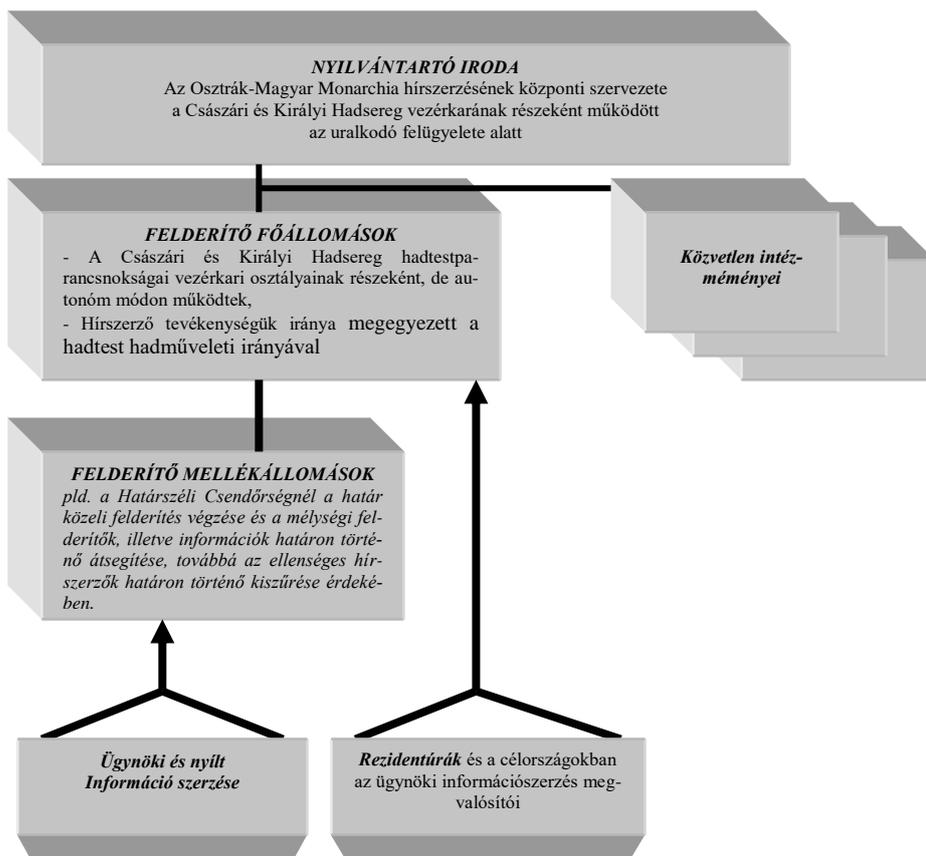 NYILVÁNTARTÓ IRODA
Az Osztrák-Magyar Monarchia hírszerzésének központi szervezete
a Császári és Királyi Hadsereg vezérkarának részeként működött
az uralkodó felügyelete alatt
FELDERÍTŐ FŐÁLLOMÁSOK
- A Császári és Királyi Hadsereg hadtestpa-
rancsnokságai vezérkari osztályainak részeként, de au-
tonóm módon működtek,
- Hírszerző tevékenységük iránya megegyezett a
hadtest hadműveleti irányával
Közvetlen intéz-
méményei
FELDERÍTŐ MELLÉKÁLLOMÁSOK
pld. a Határszéli Csendőrségnél a határ
közeli felderítés végzése és a mélységi fel-
derítők, illetve információk határon törté-
nő átsegítése, továbbá az ellenséges hír-
szerzők határon történő kiszűrése érdeké-
ben.
Ügynöki és nyílt
Információ szerzése
Rezidentúrák és a célországokban
az ügynöki információszerzés meg-
valósítói